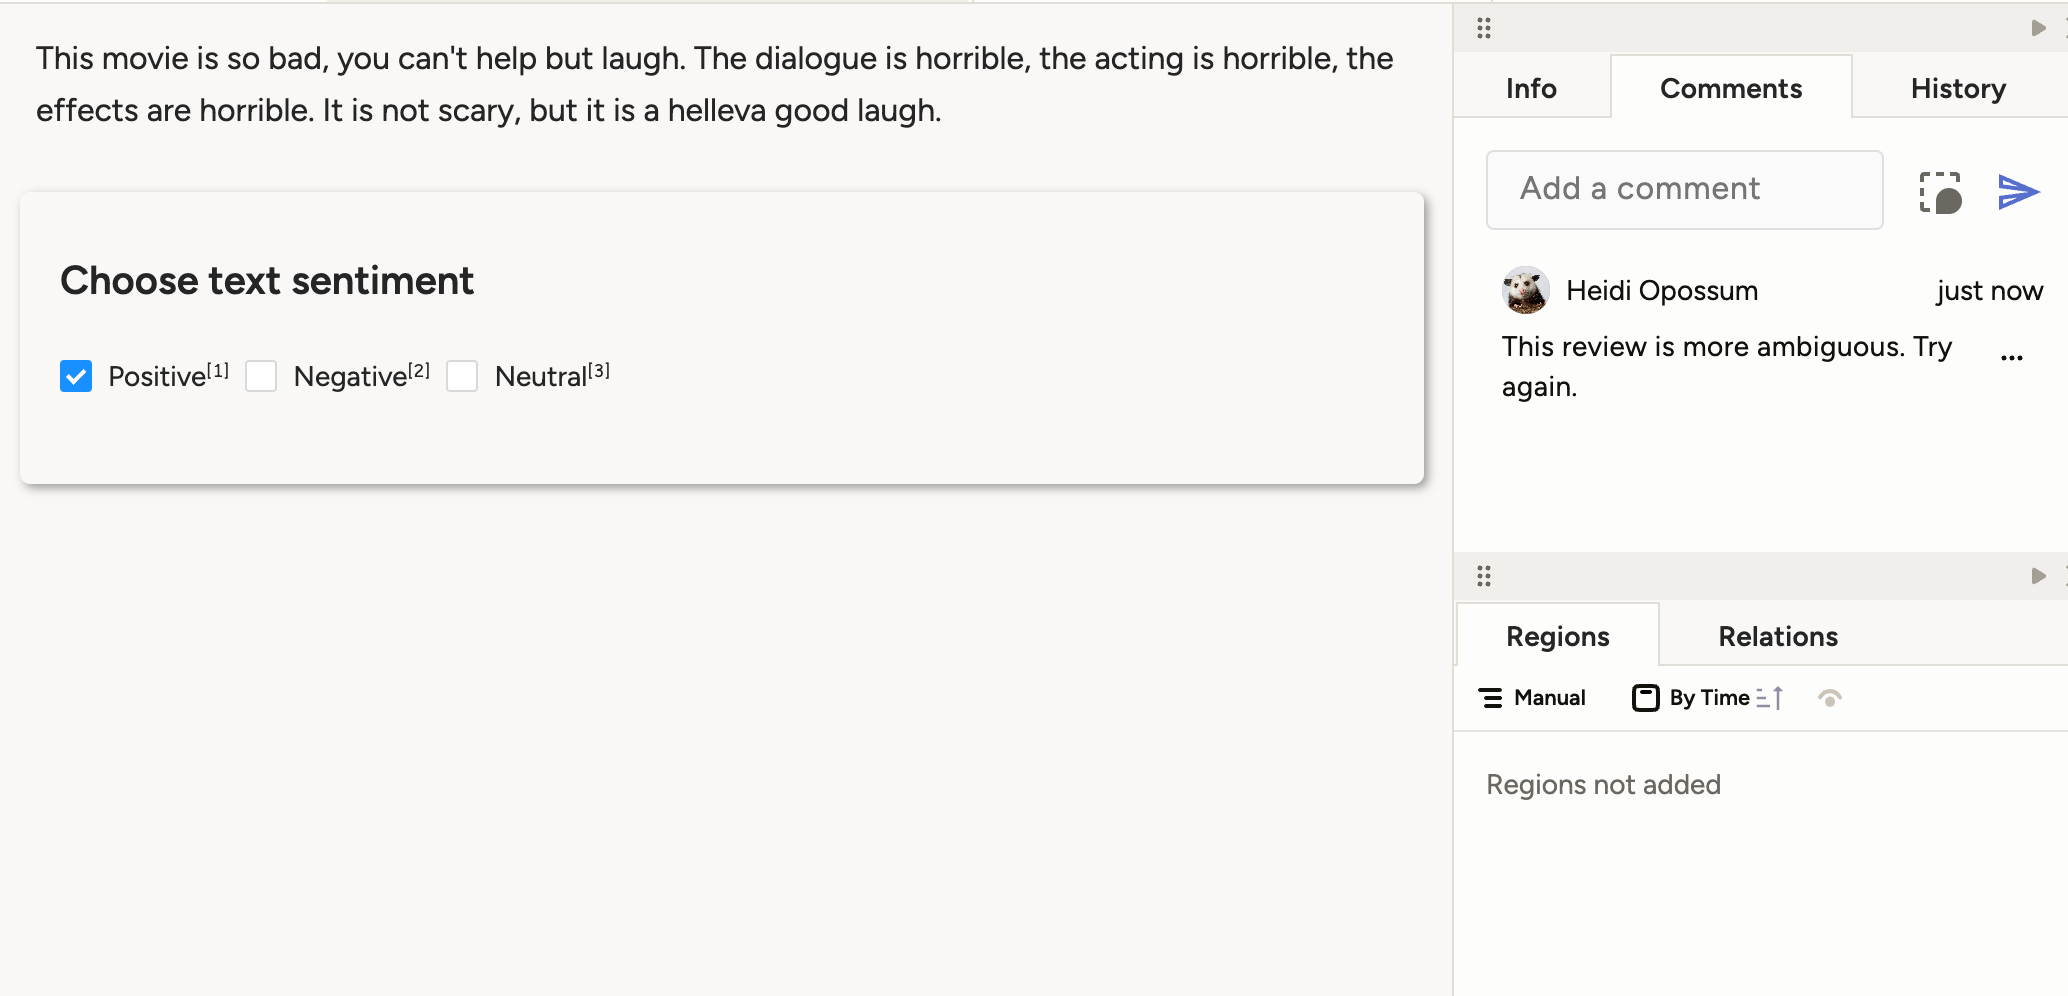 This movie is so bad, you can't help but laugh. The dialogue is horrible, the acting is horrible, the
effects are horrible. It is not scary, but it is a helleva good laugh.
Choose text sentiment
Positive[1] Negative[2] Neutral[3]
Info Comments History
Add a comment
Heidi Opossum just now
This review is more ambiguous. Try
again.
...
Regions Relations
Manual By Time
Regions not added